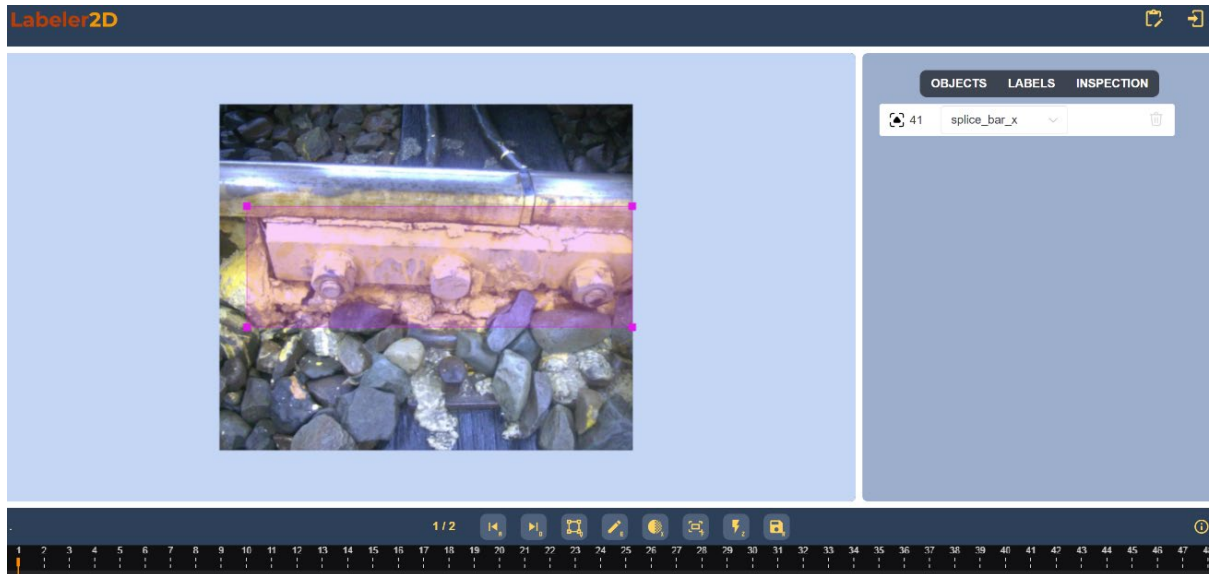 Labeler2D
OBJECTS LABELS INSPECTION
41 splice_bar_x
1 / 2
1 2 3 4 5 6 7 8 9 10 11 12 13 14 15 16 17 18 19 20 21 22 23 24 25 26 27 28 29 30 31 32 33 34 35 36 37 38 39 40 41 42 43 44 45 46 47